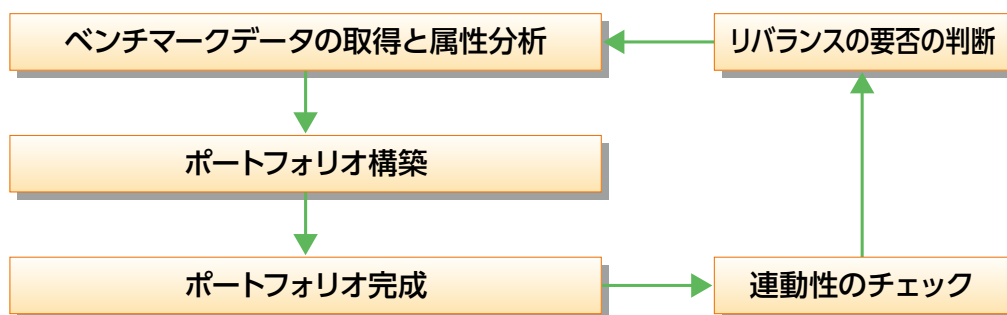 ベンチマークデータの取得と属性分析
リバランスの要否の判断
ポートフォリオ構築
ポートフォリオ完成
連動性のチェック